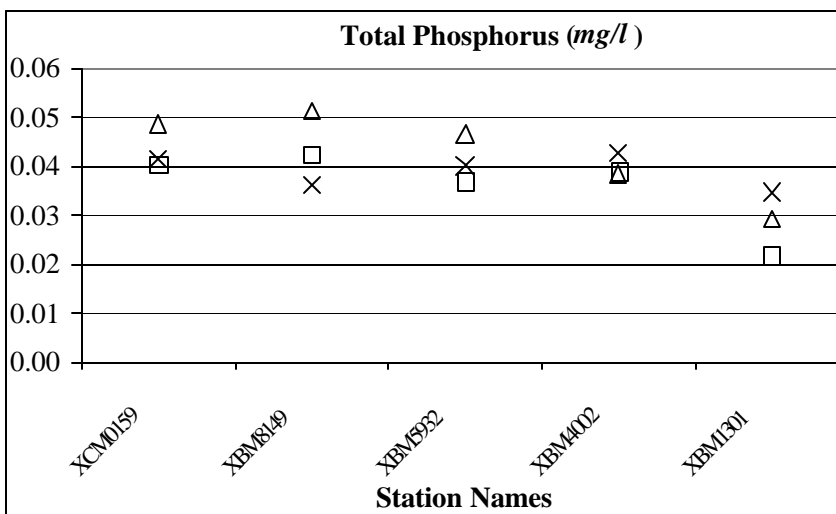 Total Phosphorus (mg/l )
0.06
0.05
0.04
0.03
0.02
0.01
0.00
XCM0159
XBM8149
XBM5932
XBM4002
XBM1301
Station Names